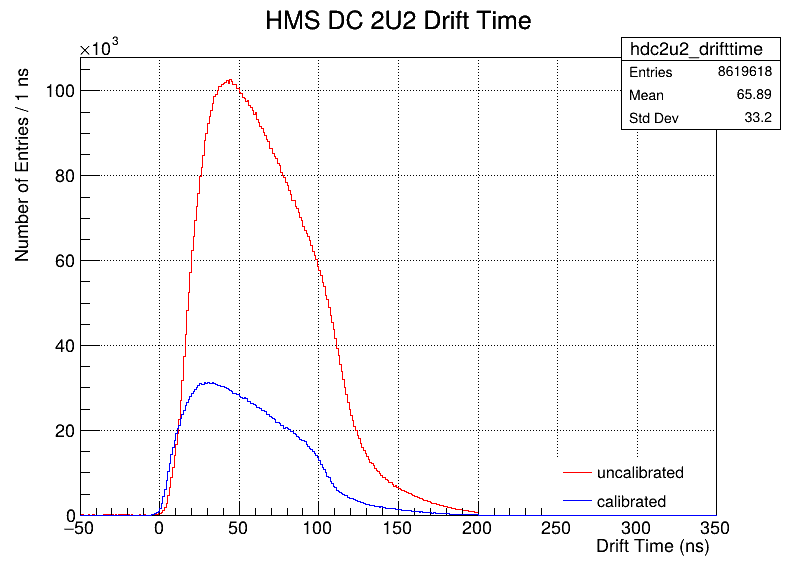 HMS DC 2U2 Drift Time
×10³
hdc2u2_drifttime
Entries 8619618
Mean 65.89
Std Dev 33.2
Number of Entries / 1 ns
100
80
60
40
20
0
uncalibrated
calibrated
−50 0 50 100 150 200 250 300 350
Drift Time (ns)